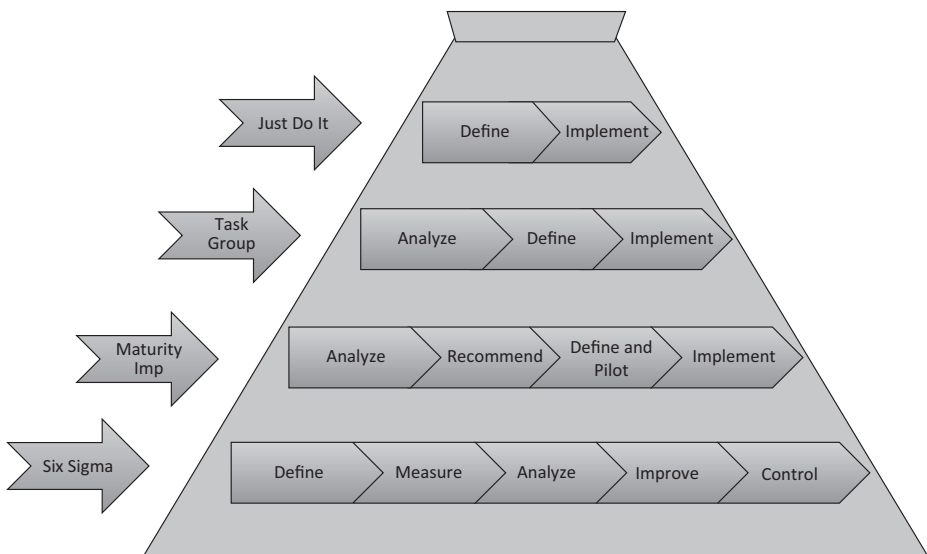 Just Do It
Define
Implement
Task
Group
Analyze
Define
Implement
Maturity
Imp
Analyze
Recommend
Define and
Pilot
Implement
Six Sigma
Define
Measure
Analyze
Improve
Control